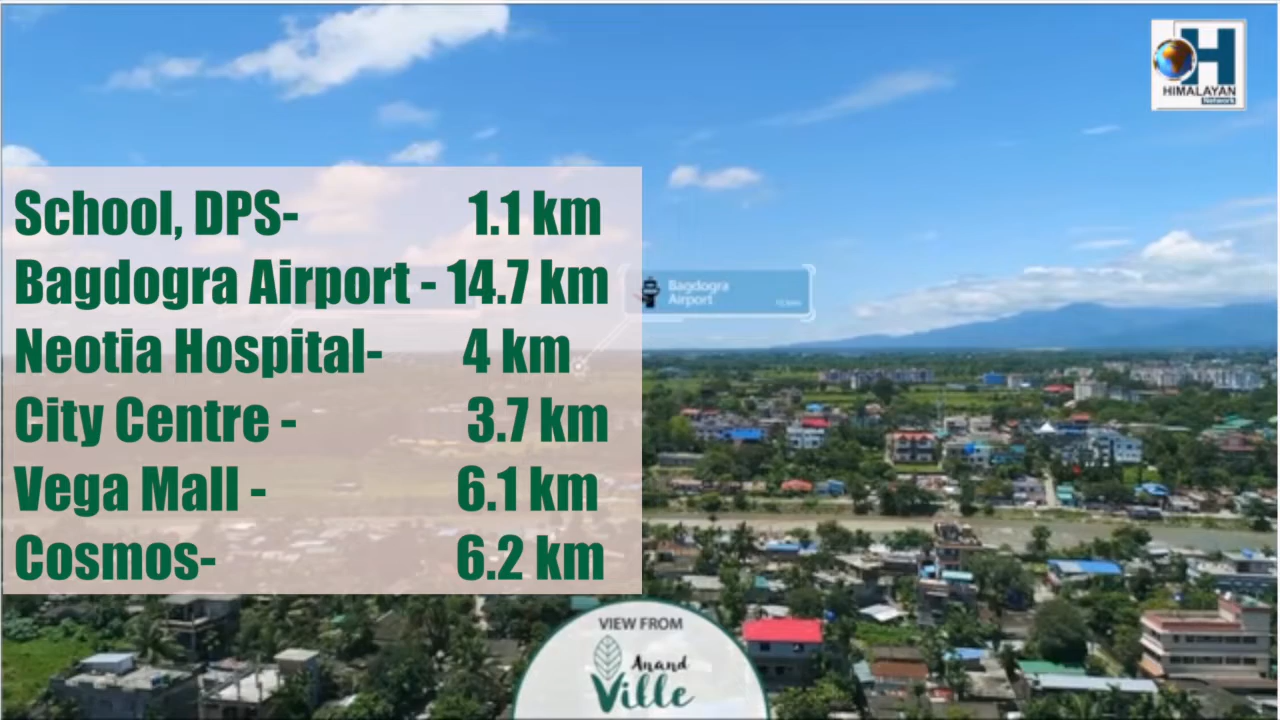 HIMALAYAN
Network
School, DPS- 1.1 km
Bagdogra Airport - 14.7 km
Neotia Hospital- 4 km
City Centre - 3.7 km
Vega Mall - 6.1 km
Cosmos- 6.2 km
Bagdogra
Airport
VIEW FROM
Anand
Ville